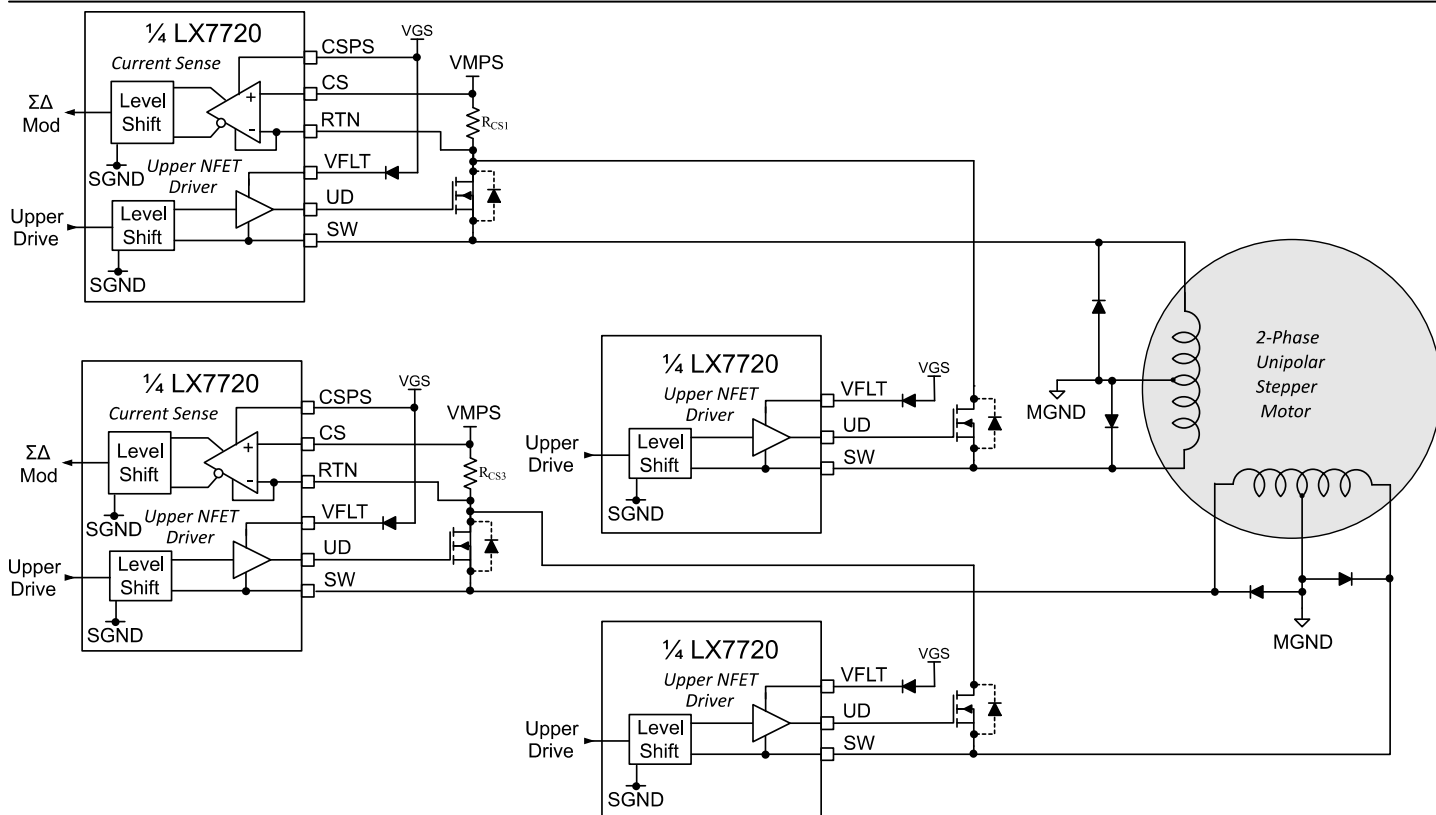 ¼ LX7720
Current Sense
ΣΔ
Mod
Level
Shift
+
-
SGND
Upper NFET
Driver
Upper
Drive
Level
Shift
SGND
CSPS
CS
RTN
VFLT
UD
SW
VGS
VMPS
RCS1
¼ LX7720
Current Sense
ΣΔ
Mod
Level
Shift
+
-
SGND
Upper NFET
Driver
Upper
Drive
Level
Shift
SGND
CSPS
CS
RTN
VFLT
UD
SW
VGS
VMPS
RCS3
¼ LX7720
Upper NFET
Driver
Upper
Drive
Level
Shift
SGND
VFLT
UD
SW
VGS
¼ LX7720
Upper NFET
Driver
Upper
Drive
Level
Shift
SGND
VFLT
UD
SW
VGS
MGND
2-Phase
Unipolar
Stepper
Motor
MGND